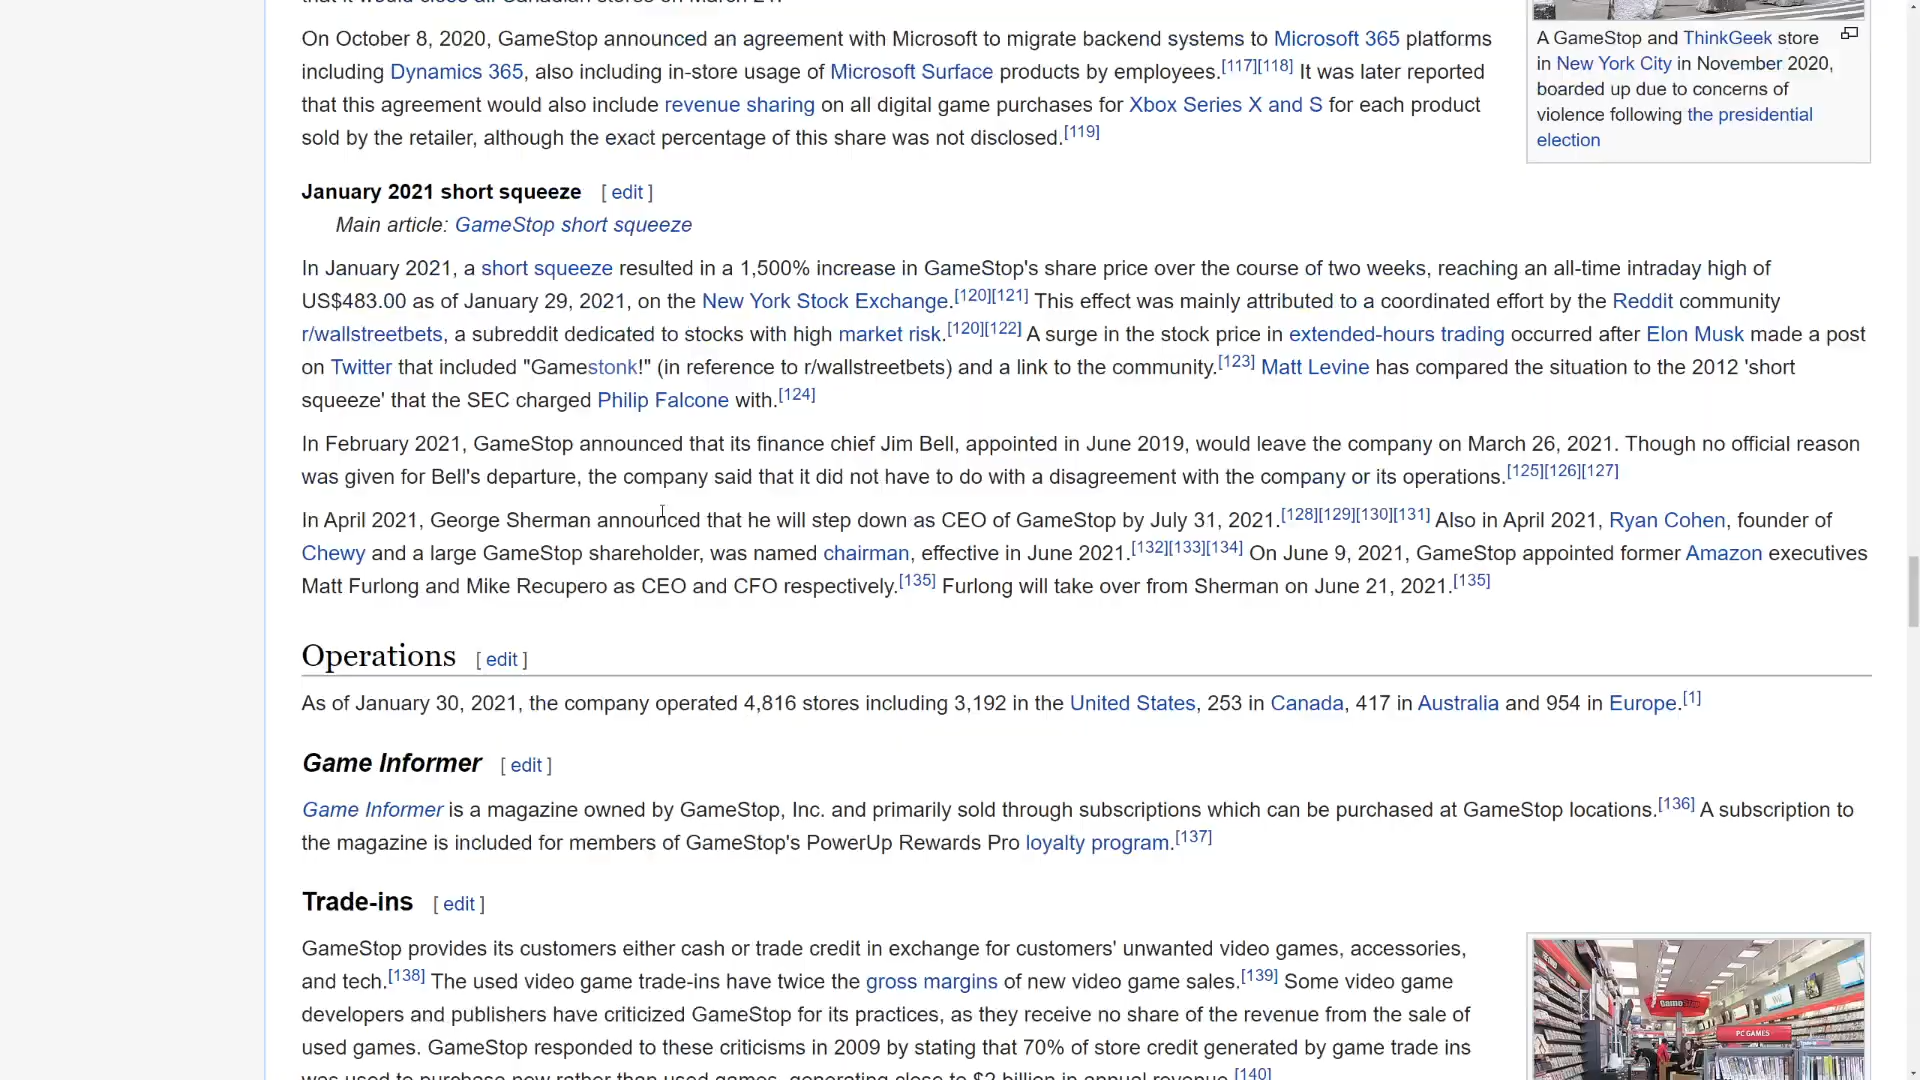 On October 8, 2020, GameStop announced an agreement with Microsoft to migrate backend systems to Microsoft 365 platforms
including Dynamics 365, also including in-store usage of Microsoft Surface products by employees.[117][118] It was later reported
that this agreement would also include revenue sharing on all digital game purchases for Xbox Series X and S for each product
sold by the retailer, although the exact percentage of this share was not disclosed.[119]
A GameStop and ThinkGeek store
in New York City in November 2020,
boarded up due to concerns of
violence following the presidential
election
January 2021 short squeeze [ edit ]
Main article: GameStop short squeeze
In January 2021, a short squeeze resulted in a 1,500% increase in GameStop's share price over the course of two weeks, reaching an all-time intraday high of
US$483.00 as of January 29, 2021, on the New York Stock Exchange.[120][121] This effect was mainly attributed to a coordinated effort by the Reddit community
r/wallstreetbets, a subreddit dedicated to stocks with high market risk.[120][122] A surge in the stock price in extended-hours trading occurred after Elon Musk made a post
on Twitter that included "Gamestonk!" (in reference to r/wallstreetbets) and a link to the community.[123] Matt Levine has compared the situation to the 2012 'short
squeeze' that the SEC charged Philip Falcone with.[124]
In February 2021, GameStop announced that its finance chief Jim Bell, appointed in June 2019, would leave the company on March 26, 2021. Though no official reason
was given for Bell's departure, the company said that it did not have to do with a disagreement with the company or its operations.[125][126][127]
In April 2021, George Sherman announced that he will step down as CEO of GameStop by July 31, 2021.[128][129][130][131] Also in April 2021, Ryan Cohen, founder of
Chewy and a large GameStop shareholder, was named chairman, effective in June 2021.[132][133][134] On June 9, 2021, GameStop appointed former Amazon executives
Matt Furlong and Mike Recupero as CEO and CFO respectively.[135] Furlong will take over from Sherman on June 21, 2021.[135]
Operations [ edit ]
As of January 30, 2021, the company operated 4,816 stores including 3,192 in the United States, 253 in Canada, 417 in Australia and 954 in Europe.[1]
Game Informer [ edit ]
Game Informer is a magazine owned by GameStop, Inc. and primarily sold through subscriptions which can be purchased at GameStop locations.[136] A subscription to
the magazine is included for members of GameStop's PowerUp Rewards Pro loyalty program.[137]
Trade-ins [ edit ]
GameStop provides its customers either cash or trade credit in exchange for customers' unwanted video games, accessories,
and tech.[138] The used video game trade-ins have twice the gross margins of new video game sales.[139] Some video game
developers and publishers have criticized GameStop for its practices, as they receive no share of the revenue from the sale of
used games. GameStop responded to these criticisms in 2009 by stating that 70% of store credit generated by game trade ins
was used to purchase new rather than used games, generating close to $2 billion in annual revenue.[140]
GameStop
PC GAMES